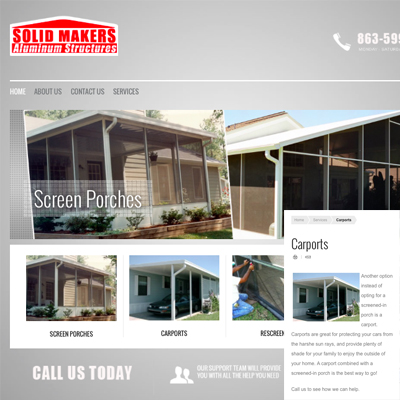 SOLID MAKERS
Aluminum Structures
863-599
HOME ABOUT US CONTACT US SERVICES
Screen Porches
SCREEN PORCHES
CARPORTS
RESCREE
Home Services Carports
Carports
Another option
instead of
opting for a
screened-in
porch is a
carport.
Carports are great for protecting your cars from
the harshe sun rays, and provide plenty of
shade for your family to enjoy the outside of
your home. A carport combined with a
screened-in porch is the best way to go!
Call us to see how we can help.
CALL US TODAY
OUR SUPPORT TEAM WILL PROVIDE
YOU WITH ALL THE HELP YOU NEED